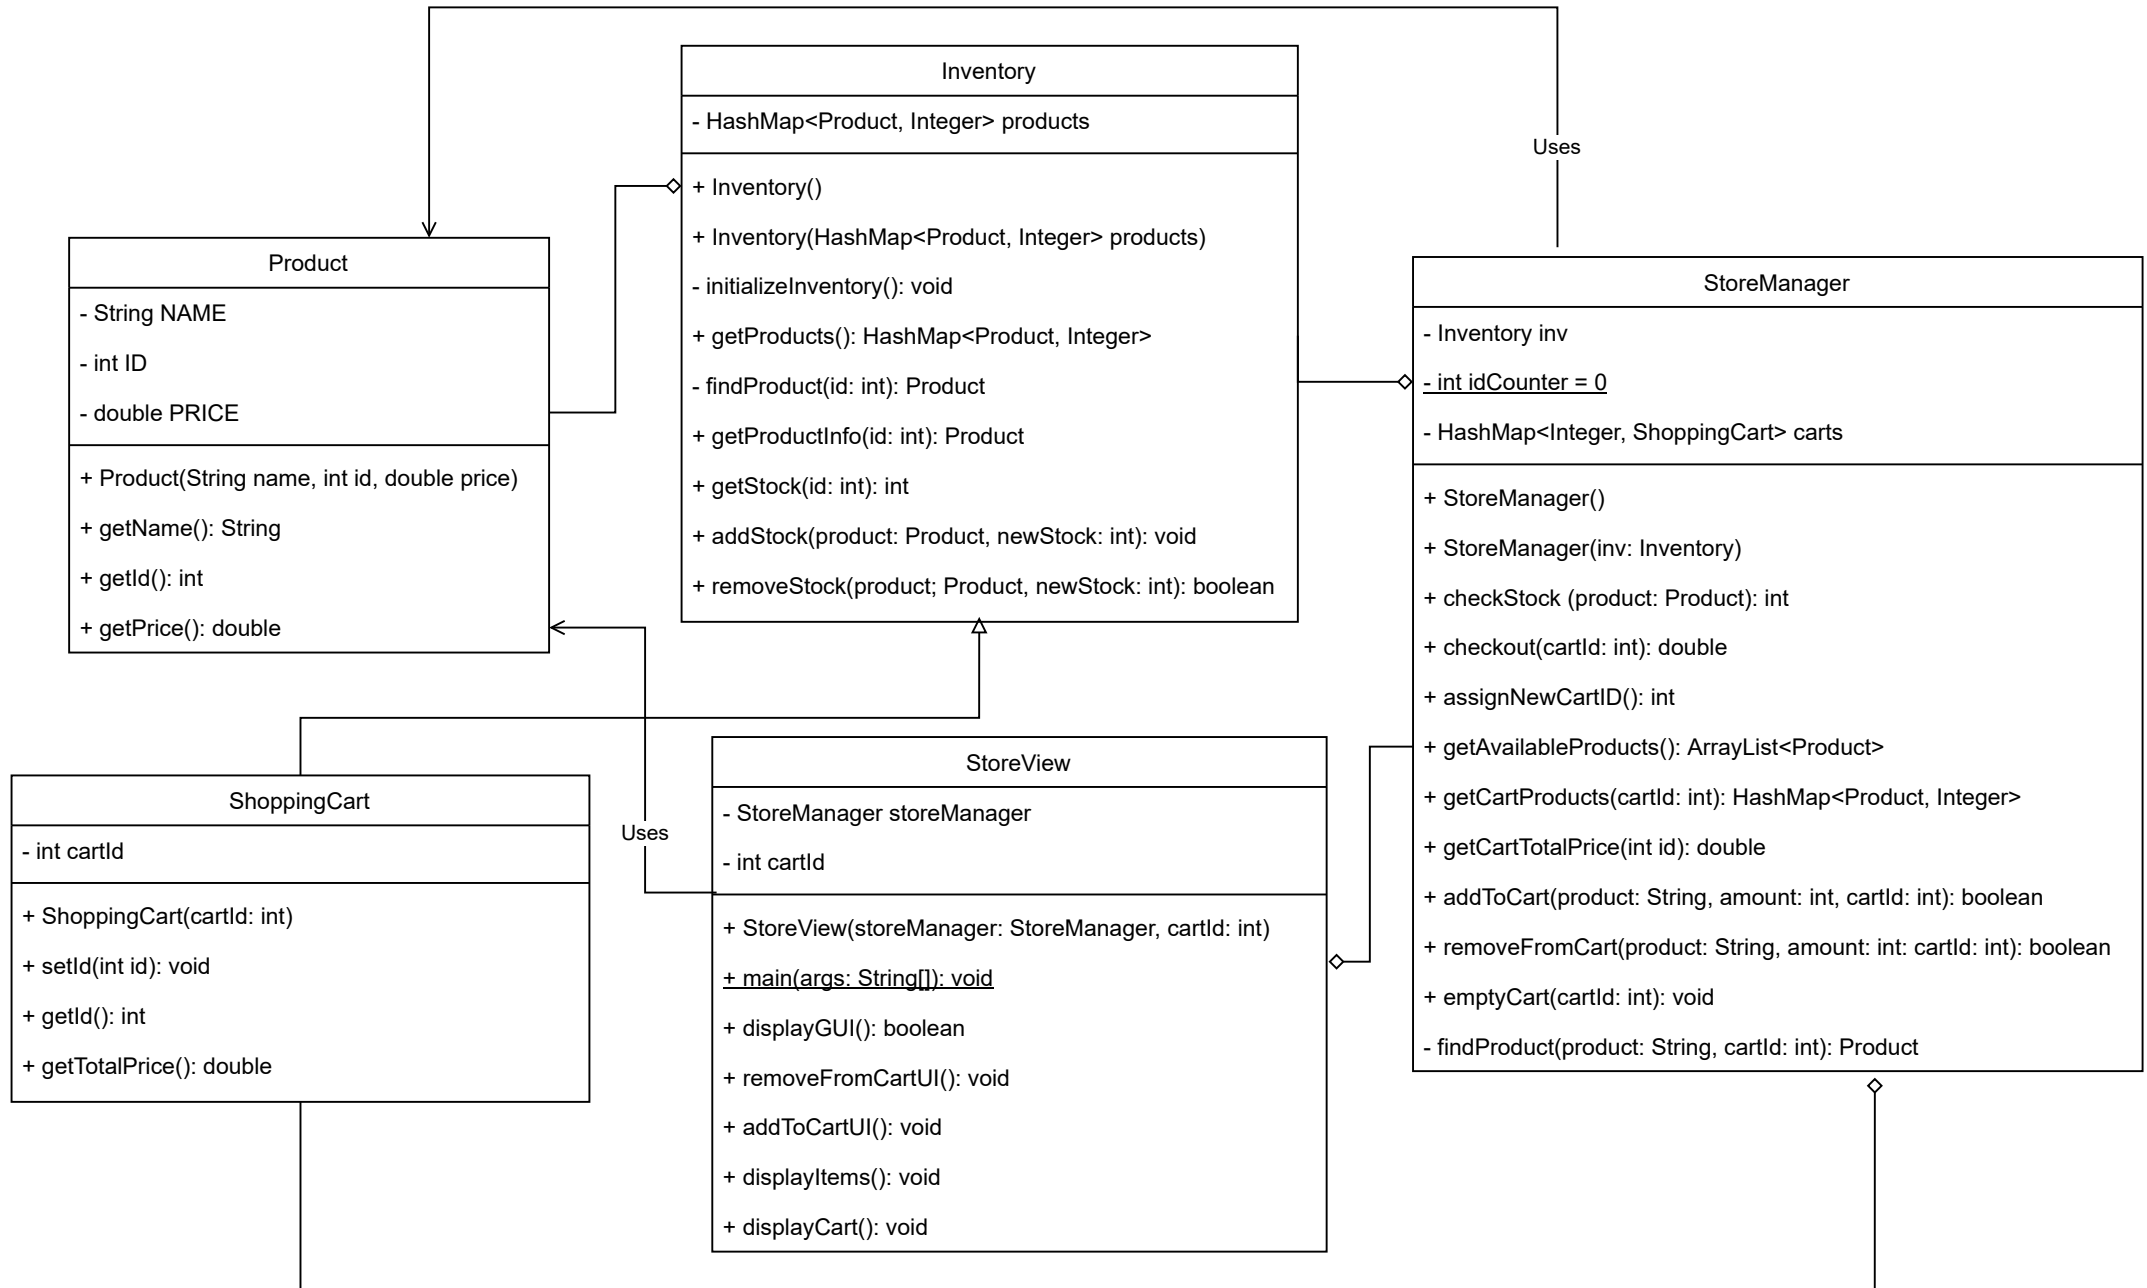 Inventory
- HashMap<Product, Integer> products
+ Inventory()
+ Inventory(HashMap<Product, Integer> products)
- initializeInventory(): void
+ getProducts(): HashMap<Product, Integer>
- findProduct(id: int): Product
+ getProductInfo(id: int): Product
+ getStock(id: int): int
+ addStock(product: Product, newStock: int): void
+ removeStock(product; Product, newStock: int): boolean
Uses
Product
- String NAME
- int ID
- double PRICE
+ Product(String name, int id, double price)
+ getName(): String
+ getId(): int
+ getPrice(): double
StoreManager
- Inventory inv
- int idCounter = 0
- HashMap<Integer, ShoppingCart> carts
+ StoreManager()
+ StoreManager(inv: Inventory)
+ checkStock (product: Product): int
+ checkout(cartId: int): double
+ assignNewCartID(): int
+ getAvailableProducts(): ArrayList<Product>
+ getCartProducts(cartId: int): HashMap<Product, Integer>
+ getCartTotalPrice(int id): double
+ addToCart(product: String, amount: int, cartId: int): boolean
+ removeFromCart(product: String, amount: int: cartId: int): boolean
+ emptyCart(cartId: int): void
- findProduct(product: String, cartId: int): Product
ShoppingCart
- int cartId
+ ShoppingCart(cartId: int)
+ setId(int id): void
+ getId(): int
+ getTotalPrice(): double
Uses
StoreView
- StoreManager storeManager
- int cartId
+ StoreView(storeManager: StoreManager, cartId: int)
+ main(args: String[]): void
+ displayGUI(): boolean
+ removeFromCartUI(): void
+ addToCartUI(): void
+ displayItems(): void
+ displayCart(): void